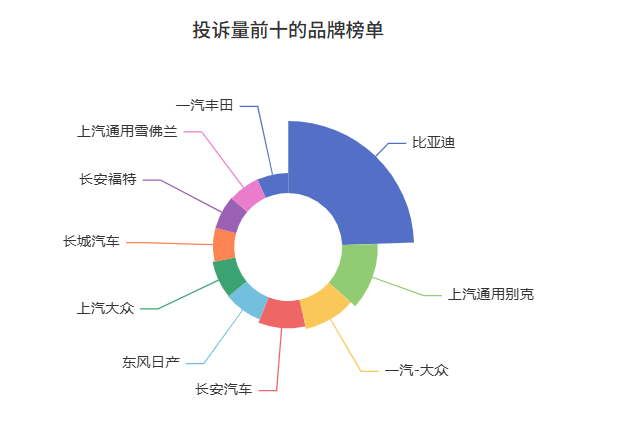 投诉量前十的品牌榜单
一汽丰田
上汽通用雪佛兰
比亚迪
长安福特
长城汽车
上汽通用别克
上汽大众
东风日产
一汽-大众
长安汽车